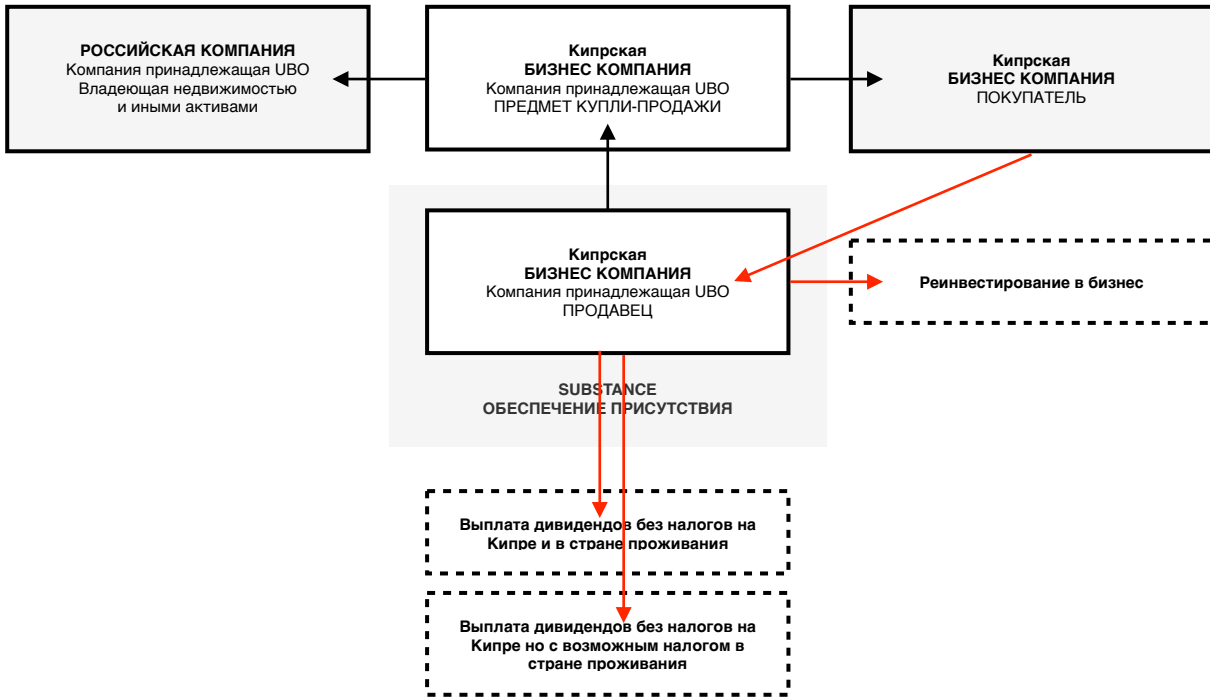 РОССИЙСКАЯ КОМПАНИЯ
Компания принадлежащая UBO
Владеющая недвижимостью
и иными активами
Кипрская
БИЗНЕС КОМПАНИЯ
Компания принадлежащая UBO
ПРЕДМЕТ КУПЛИ-ПРОДАЖИ
Кипрская
БИЗНЕС КОМПАНИЯ
ПОКУПАТЕЛЬ
Кипрская
БИЗНЕС КОМПАНИЯ
Компания принадлежащая UBO
ПРОДАВЕЦ
Реинвестирование в бизнес
SUBSTANCE
ОБЕСПЕЧЕНИЕ ПРИСУТСТВИЯ
Выплата дивидендов без налогов на
Кипре и в стране проживания
Выплата дивидендов без налогов на
Кипре но с возможным налогом в
стране проживания